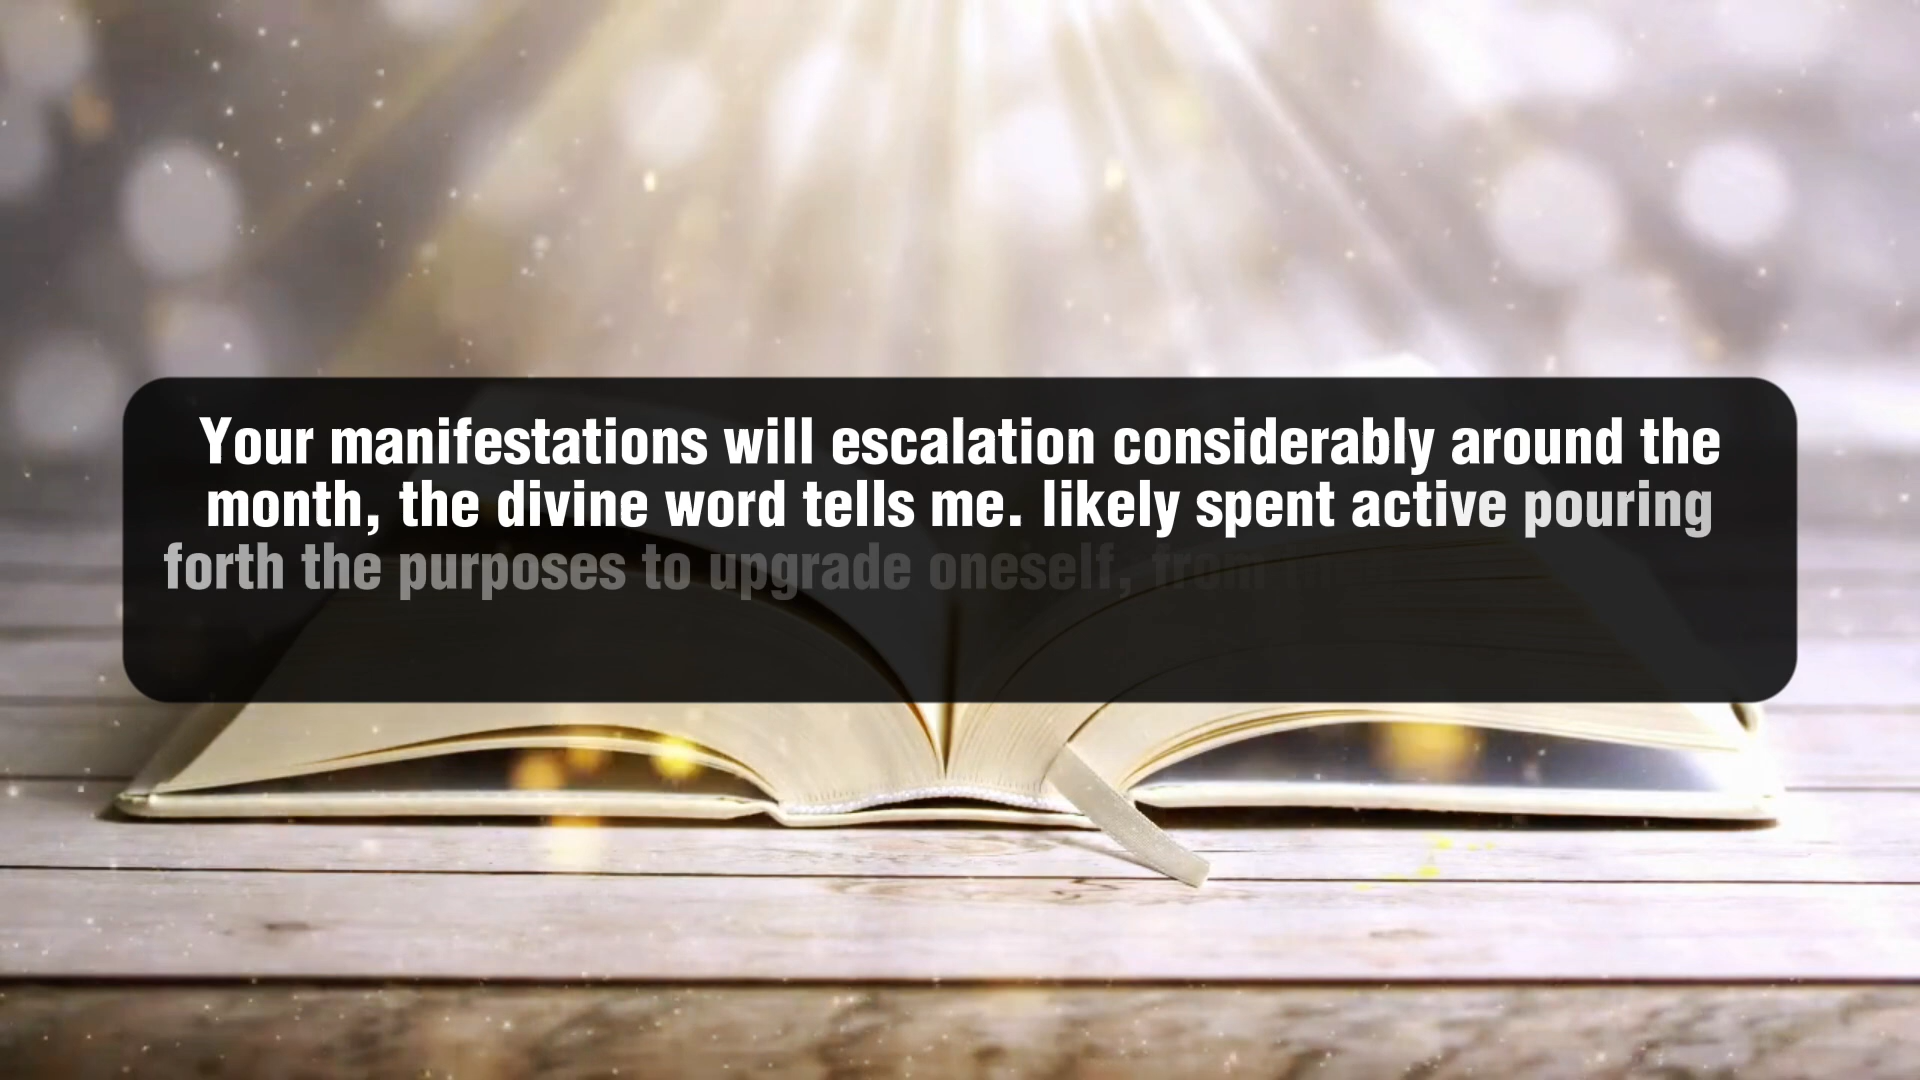 Your manifestations will escalation considerably around the
month, the divine word tells me. likely spent active pouring
forth the purposes to upgrade oneself, from